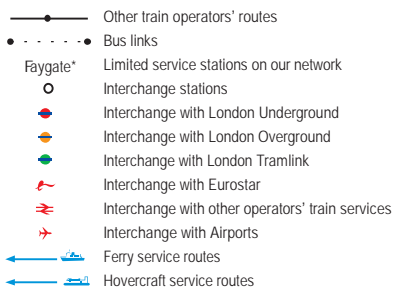 Other train operators' routes
Bus links
Faygate* Limited service stations on our network
Interchange stations
Interchange with London Underground
Interchange with London Overground
Interchange with London Tramlink
Interchange with Eurostar
Interchange with other operators' train services
Interchange with Airports
Ferry service routes
Hovercraft service routes